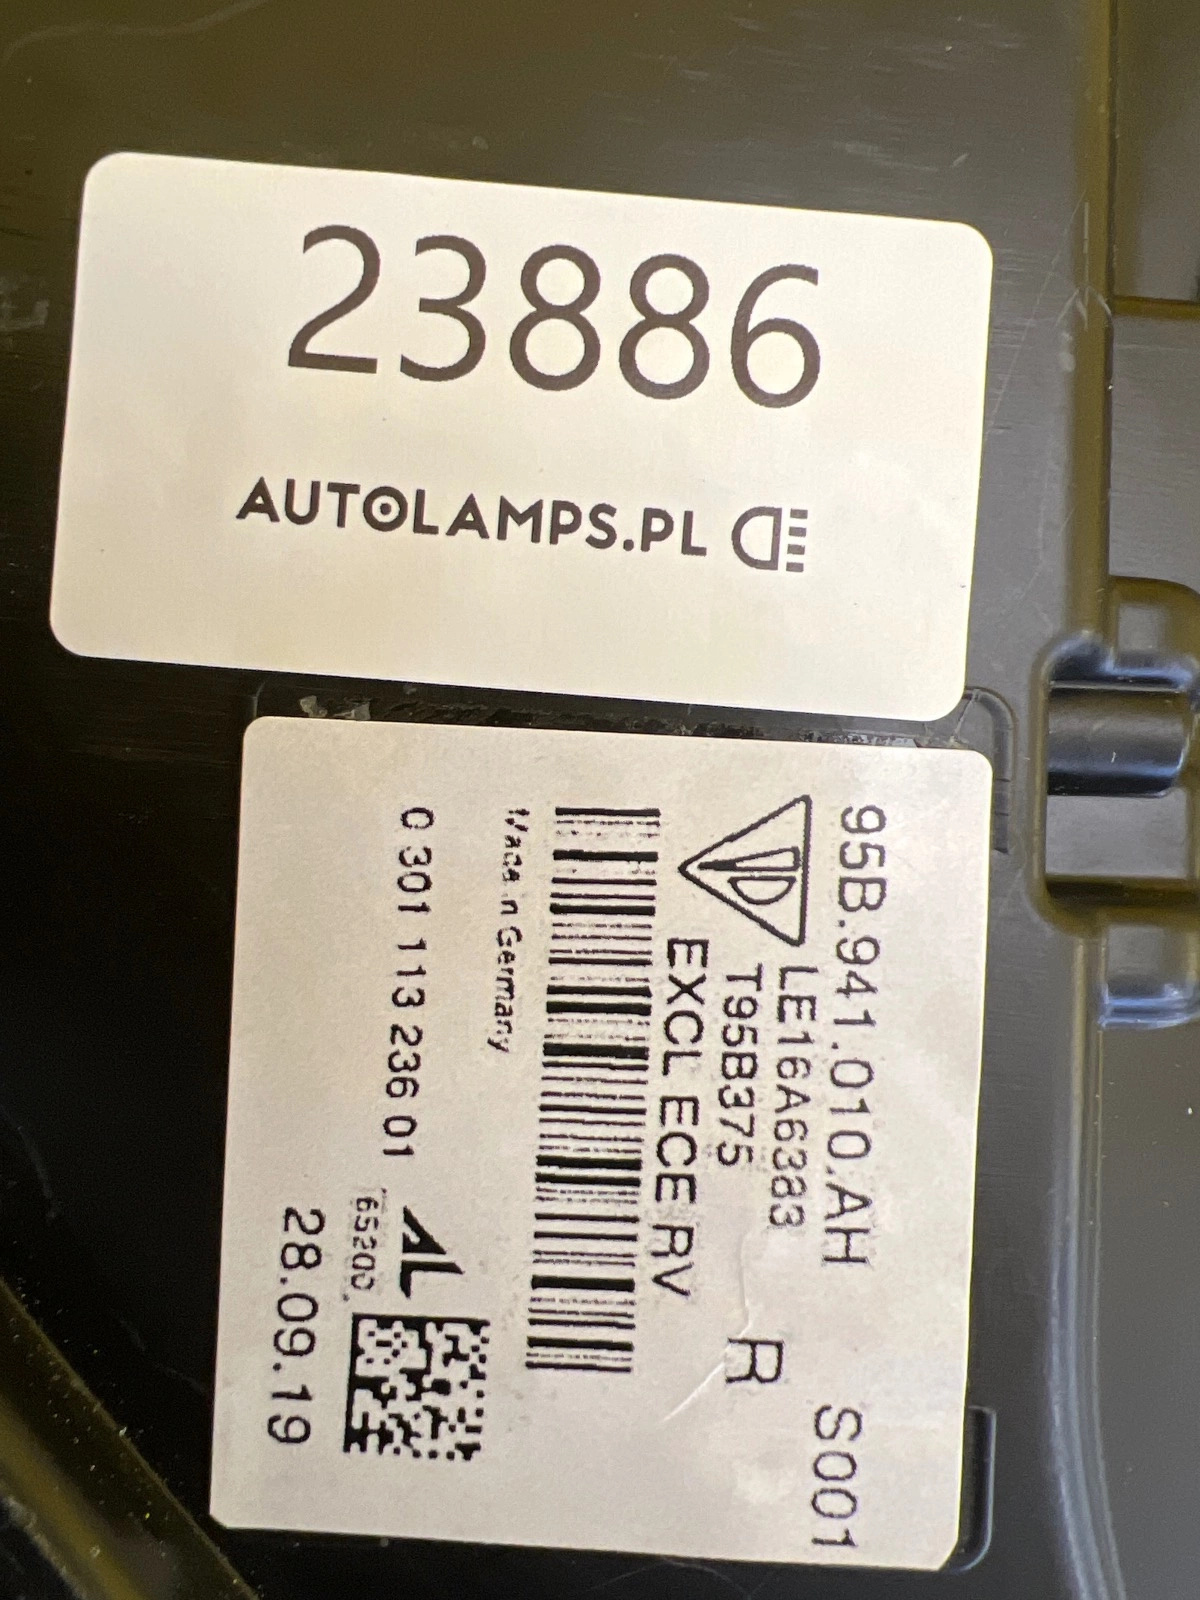 23886
AUTOLAMPS.PL
95B.941.010.AH S001
LE16A6383
T95B375 R
EXCL ECE RV
Made in Germany
0 301 113 236 01 AL
65200
28.09.19